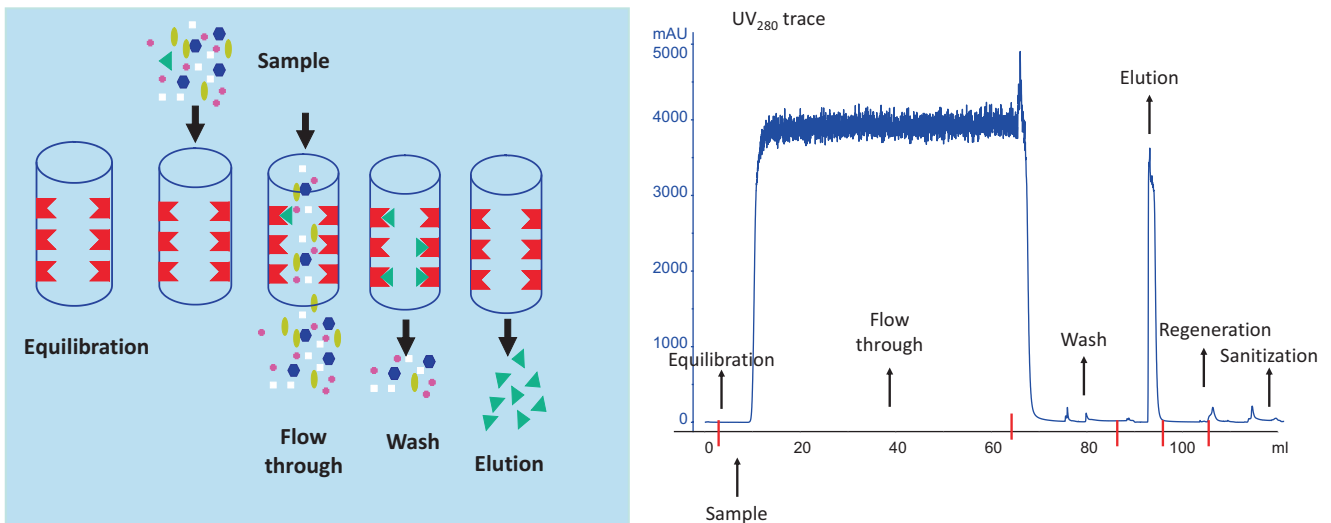 Sample
Equilibration
Flow
through
Wash
Elution
UV280 trace
mAU
5000
4000
3000
2000
1000
0
Elution
Flow
through
Wash
Regeneration
Equilibration
Sanitization
0 20 40 60 80 100 ml
Sample